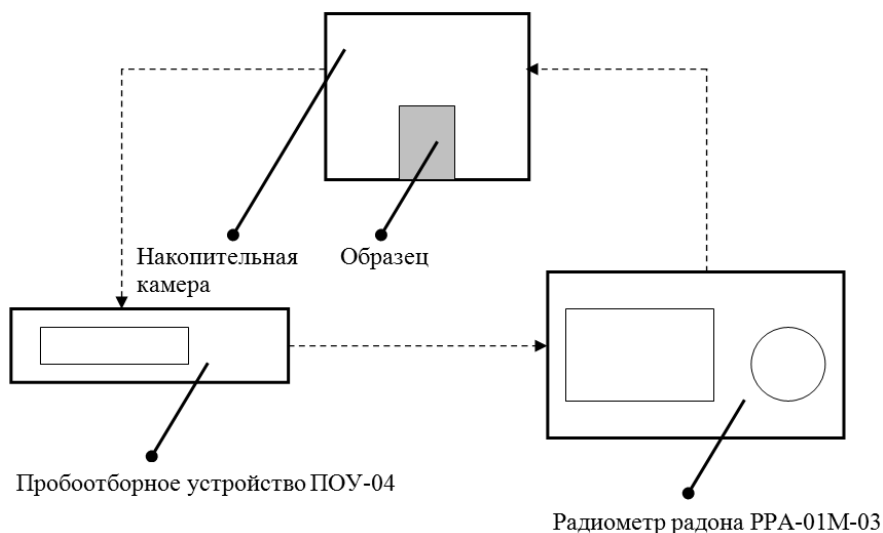 Накопительная
камера
Образец
Пробоотборное устройство ПОУ-04
Радиометр радона РРА-01М-03